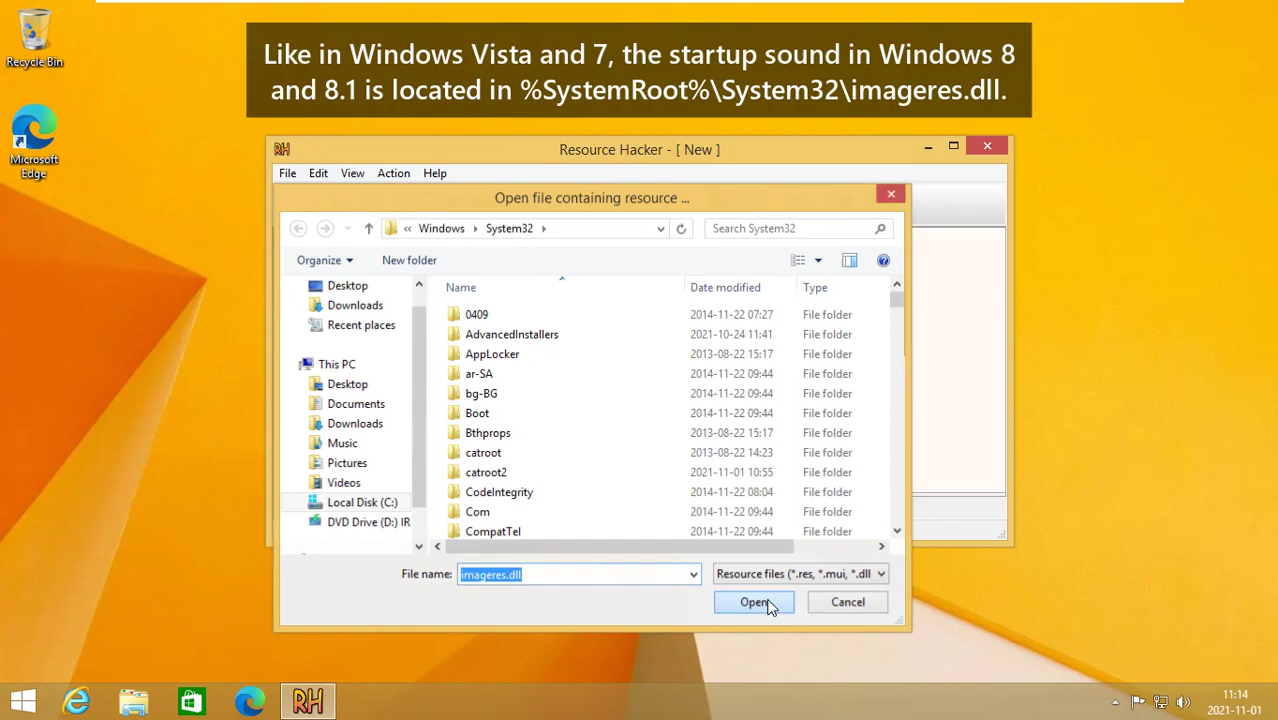 Like in Windows Vista and 7, the startup sound in Windows 8
and 8.1 is located in %SystemRoot%\System32\imageres.dll.
Recycle Bin
Microsoft
Edge
RH
Resource Hacker - [ New ]
File Edit View Action Help
Open file containing resource ...
« Windows System32
Search System32
Organize New folder
Name Date modified Type
Desktop
Downloads
Recent places
This PC
Desktop
Documents
Downloads
Music
Pictures
Videos
Local Disk (C:)
DVD Drive (D:) IR
0409 2014-11-22 07:27 File folder
AdvancedInstallers 2021-10-24 11:41 File folder
AppLocker 2013-08-22 15:17 File folder
ar-SA 2014-11-22 09:44 File folder
bg-BG 2014-11-22 09:44 File folder
Boot 2014-11-22 09:44 File folder
Bthprops 2013-08-22 15:17 File folder
catroot 2013-08-22 14:23 File folder
catroot2 2021-11-01 10:55 File folder
CodeIntegrity 2014-11-22 08:04 File folder
Com 2014-11-22 09:44 File folder
CompatTel 2014-11-22 09:44 File folder
File name: imageres.dll
Resource files (*.res, *.mui, *.dll
Open
Cancel
RH
11:14
2021-11-01